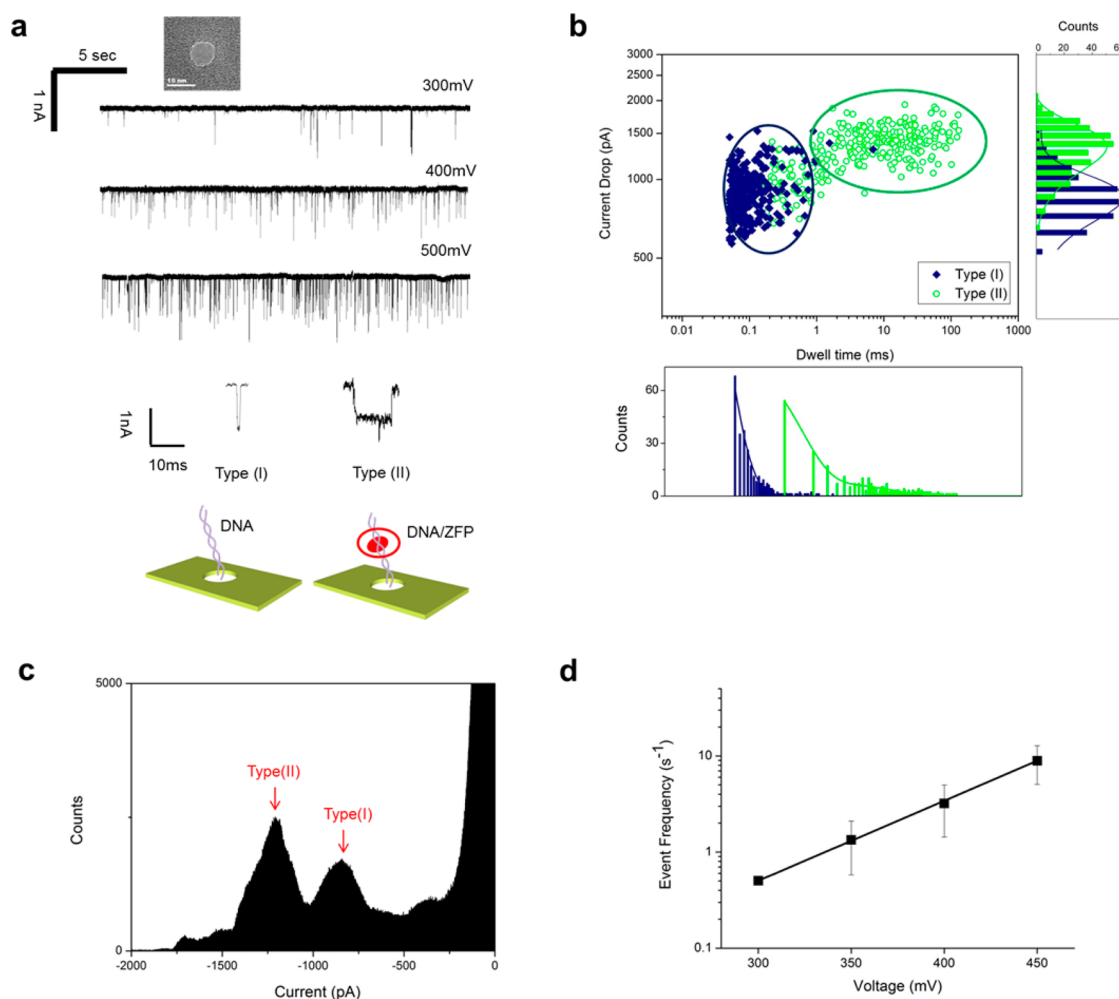 a
5 sec
1 nA
10 nm
300mV
400mV
500mV
1nA
10ms
Type (I)
Type (II)
DNA
DNA/ZFP
b
Counts
0 20 40 60
3000
2000
1500
1000
500
Current Drop (pA)
Type (I)
Type (II)
0.01 0.1 1 10 100 1000
Dwell time (ms)
60
30
0
Counts
c
5000
0
Counts
Type(II)
Type(I)
-2000 -1500 -1000 -500 0
Current (pA)
d
10
1
0.1
Event Frequency (s⁻¹)
300 350 400 450
Voltage (mV)